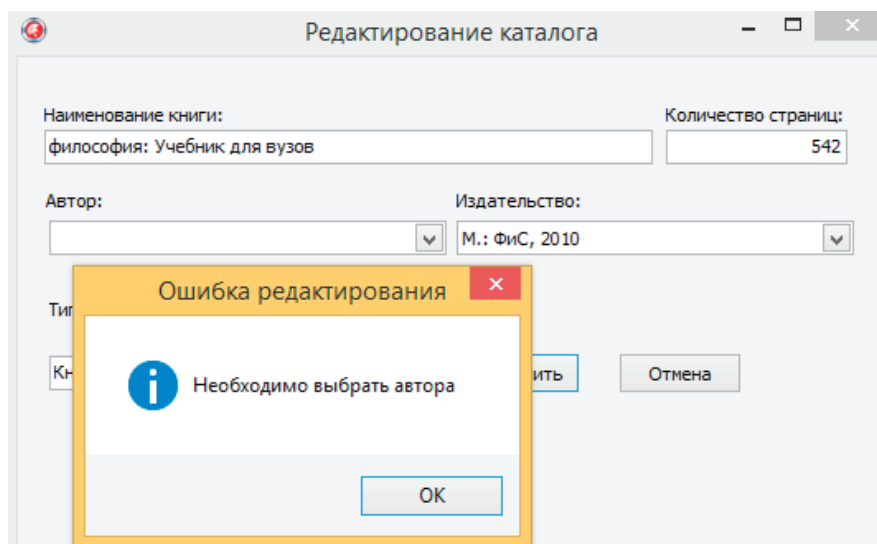 Редактирование каталога
Наименование книги:
Количество страниц:
философия: Учебник для вузов
542
Автор:
Издательство:
М.: ФиС, 2010
Ошибка редактирования
Необходимо выбрать автора
Отмена
OK